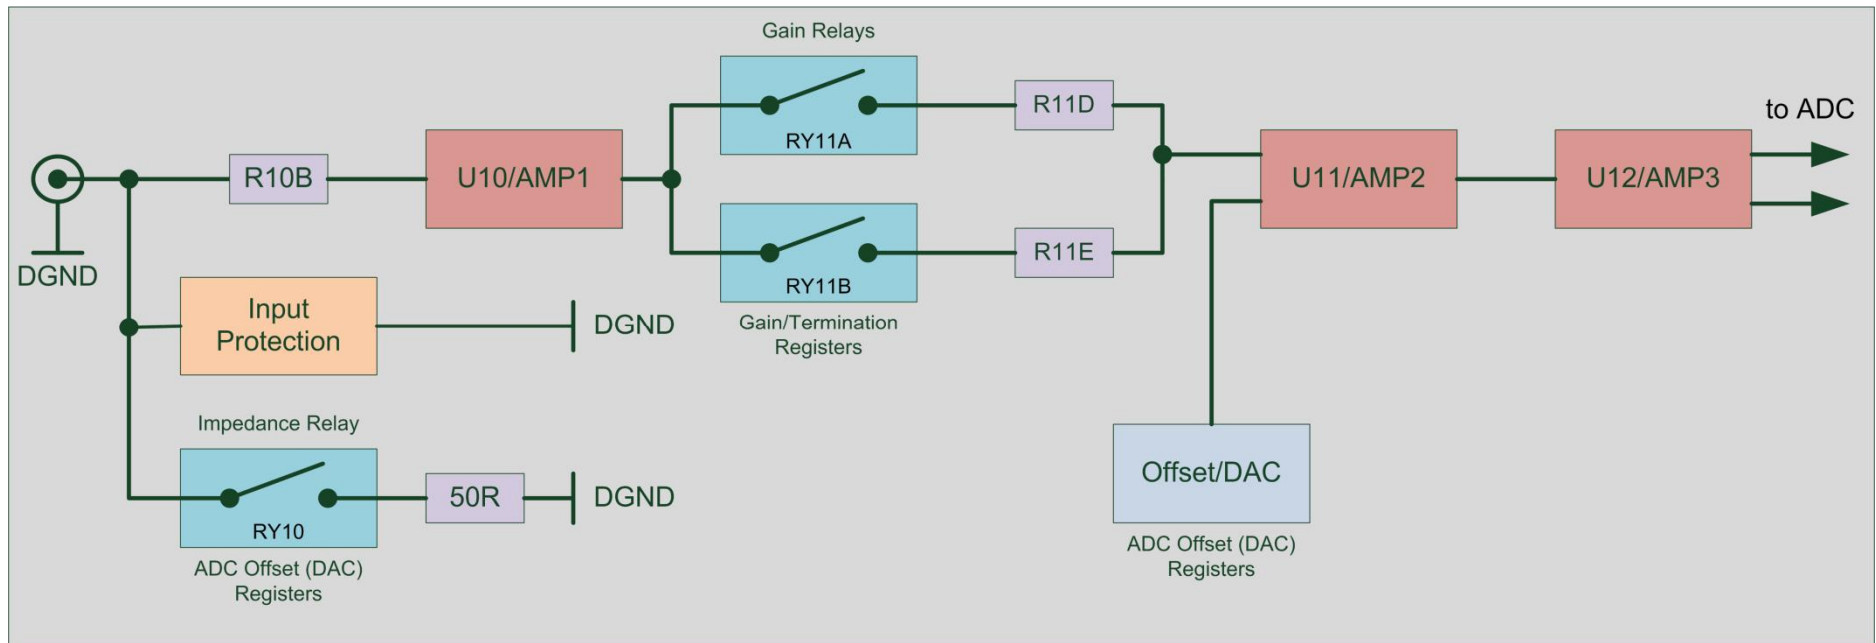 Gain Relays
RY11A
R11D
to ADC
R10B
U10/AMP1
U11/AMP2
U12/AMP3
DGND
RY11B
R11E
Gain/Termination
Registers
Input
Protection
DGND
Impedance Relay
RY10
50R
DGND
ADC Offset (DAC)
Registers
Offset/DAC
ADC Offset (DAC)
Registers